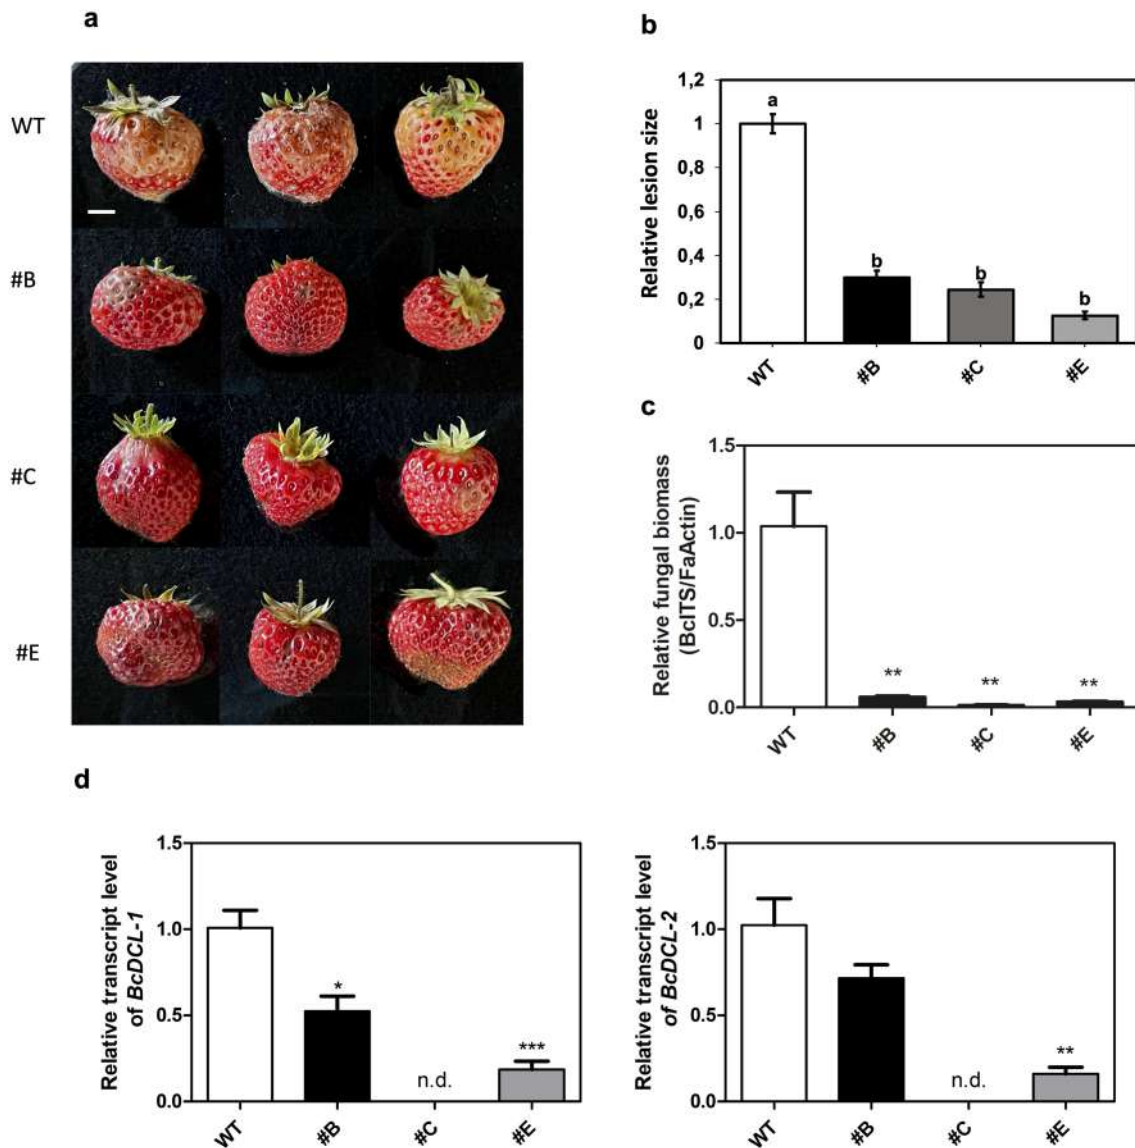 a
WT
#B
#C
#E
b
Relative lesion size
1,2
1
0,8
0,6
0,4
0,2
0
a
b
b
b
WT
#B
#C
#E
c
Relative fungal biomass
(BcITS/FaActin)
1.5
1.0
0.5
0.0
**
**
**
WT
#B
#C
#E
d
Relative transcript level
of BcDCL-1
1.5
1.0
0.5
0.0
*
n.d.
***
WT
#B
#C
#E
Relative transcript level
of BcDCL-2
1.5
1.0
0.5
0.0
n.d.
**
WT
#B
#C
#E